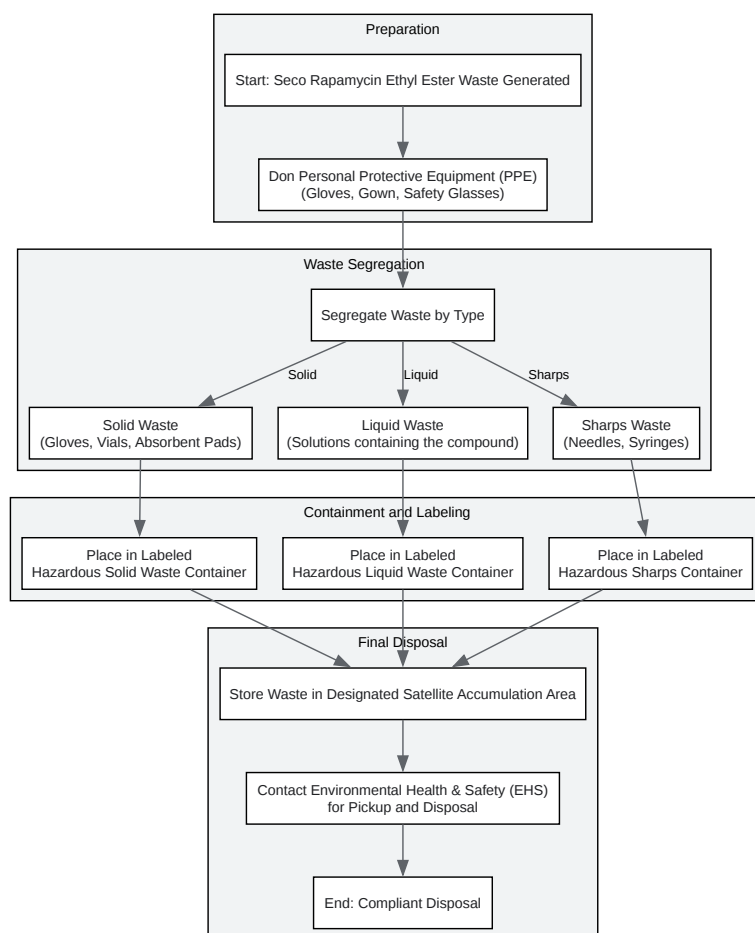 Preparation
Start: Seco Rapamycin Ethyl Ester Waste Generated
Don Personal Protective Equipment (PPE)
(Gloves, Gown, Safety Glasses)
Waste Segregation
Segregate Waste by Type
Solid
Liquid
Sharps
Solid Waste
(Gloves, Vials, Absorbent Pads)
Liquid Waste
(Solutions containing the compound)
Sharps Waste
(Needles, Syringes)
Containment and Labeling
Place in Labeled
Hazardous Solid Waste Container
Place in Labeled
Hazardous Liquid Waste Container
Place in Labeled
Hazardous Sharps Container
Final Disposal
Store Waste in Designated Satellite Accumulation Area
Contact Environmental Health & Safety (EHS)
for Pickup and Disposal
End: Compliant Disposal